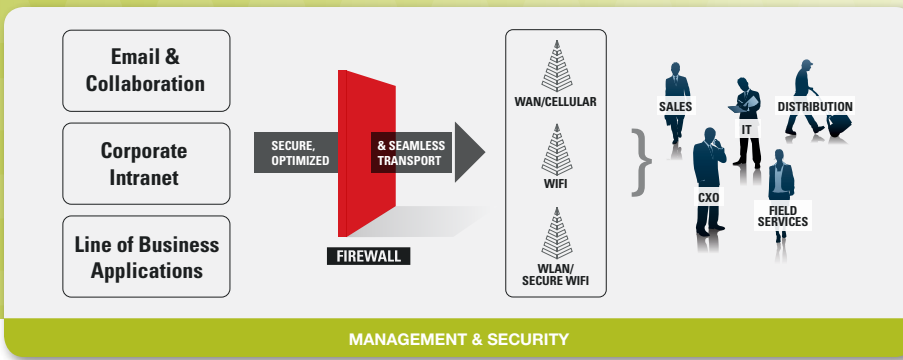 Email &
Collaboration
Corporate
Intranet
Line of Business
Applications
SECURE,
OPTIMIZED
& SEAMLESS
TRANSPORT
FIREWALL
WAN/CELLULAR
WIFI
WLAN/
SECURE WIFI
SALES
IT
DISTRIBUTION
CXO
FIELD
SERVICES
MANAGEMENT & SECURITY